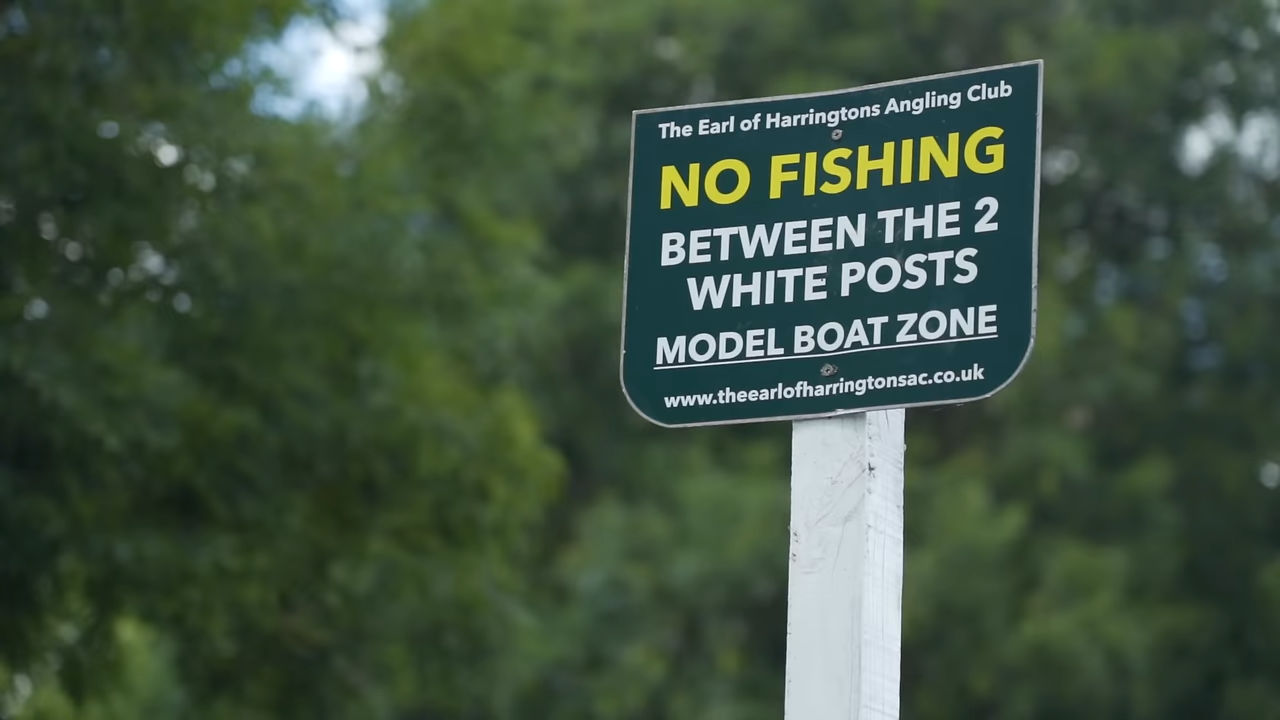 The Earl of Harringtons Angling Club
NO FISHING
BETWEEN THE 2
WHITE POSTS
MODEL BOAT ZONE
www.theearlofharringtonsac.co.uk